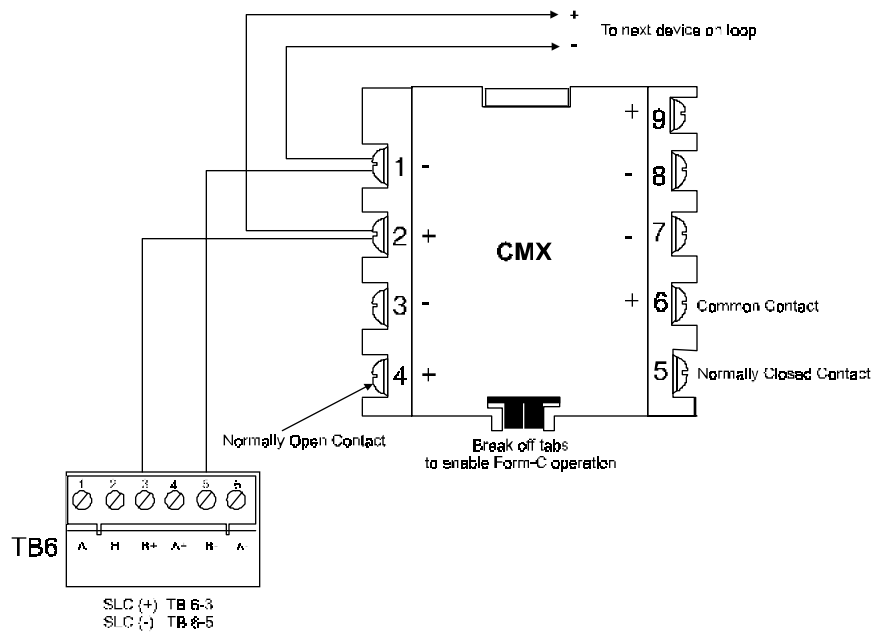 +
To next device on loop
-
1 -
2 +
3 -
4 +
CMX
+ 9
- 8
- 7
+ 6
Common Contact
5
Normally Closed Contact
Normally Open Contact
Break off tabs
to enable Form-C operation
1 2 3 4 5 6
TB6
A B B+ A+ B- A-
SLC (+) TB 6-3
SLC (-) TB 6-5